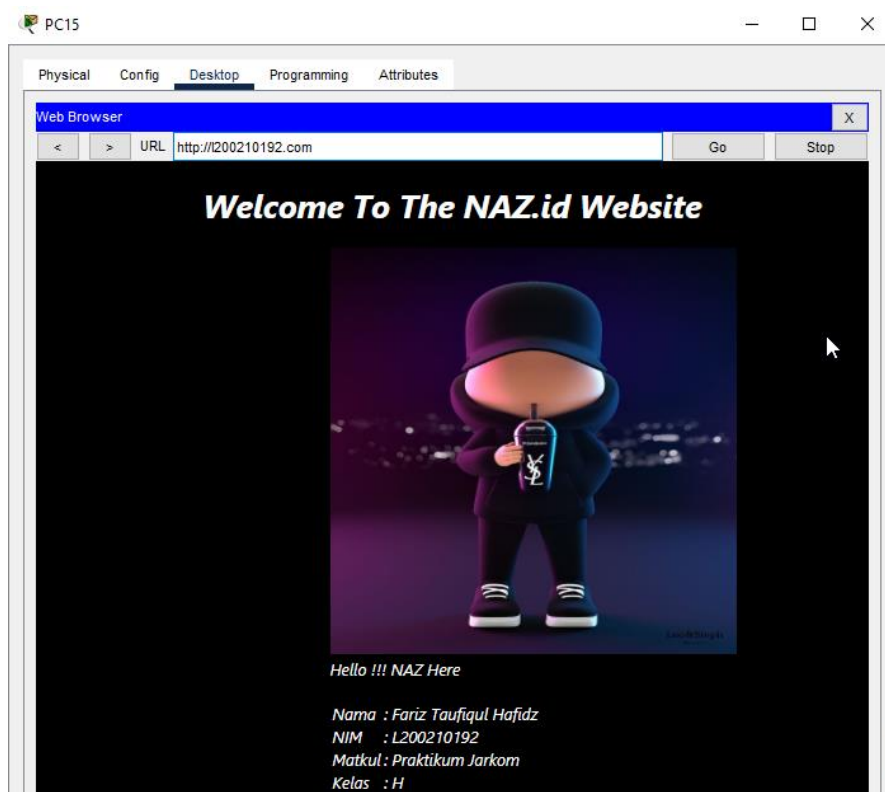 PC15
Physical Config Desktop Programming Attributes
Web Browser X
< > URL http://l200210192.com Go Stop
Welcome To The NAZ.id Website
YSL
Hello !!! NAZ Here
Nama : Fariz Taufiqul Hafidz
NIM : L200210192
Matkul : Praktikum Jarkom
Kelas : H